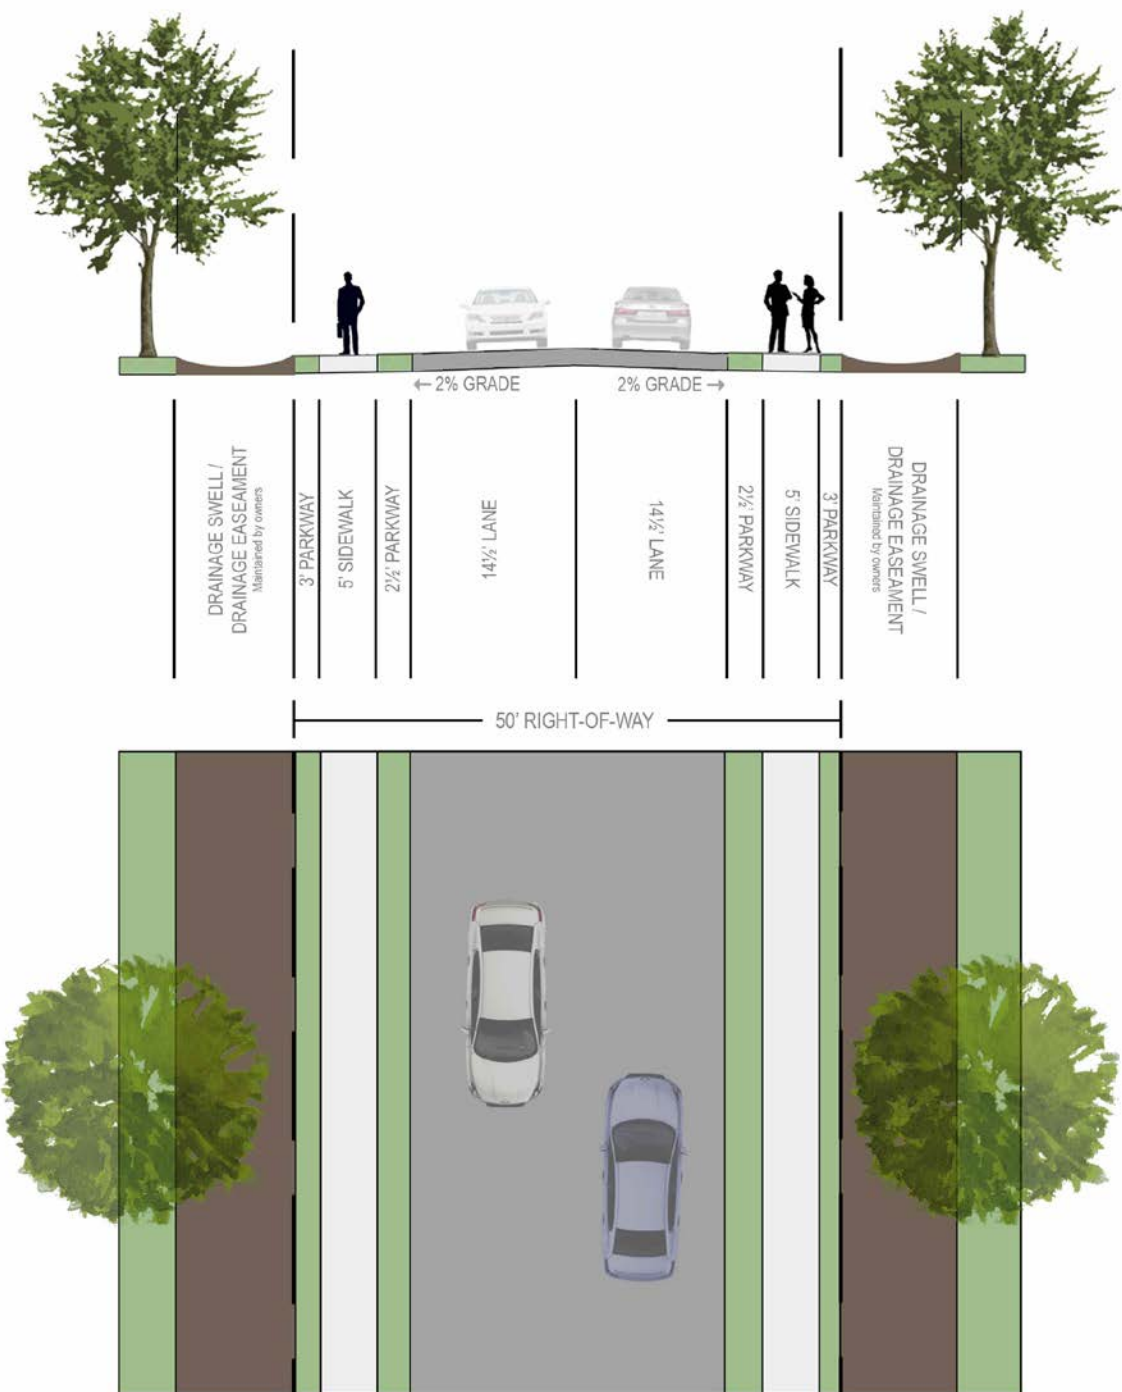 ← 2% GRADE
2% GRADE →
DRAINAGE SWELL /
DRAINAGE EASEAMENT
Maintained by owners
3' PARKWAY
5' SIDEWALK
2½' PARKWAY
14½' LANE
14½' LANE
2½' PARKWAY
5' SIDEWALK
3' PARKWAY
DRAINAGE SWELL /
DRAINAGE EASEAMENT
Maintained by owners
50' RIGHT-OF-WAY